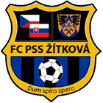 FC PSS ŽÍTKOVÁ
Dum spiro spero